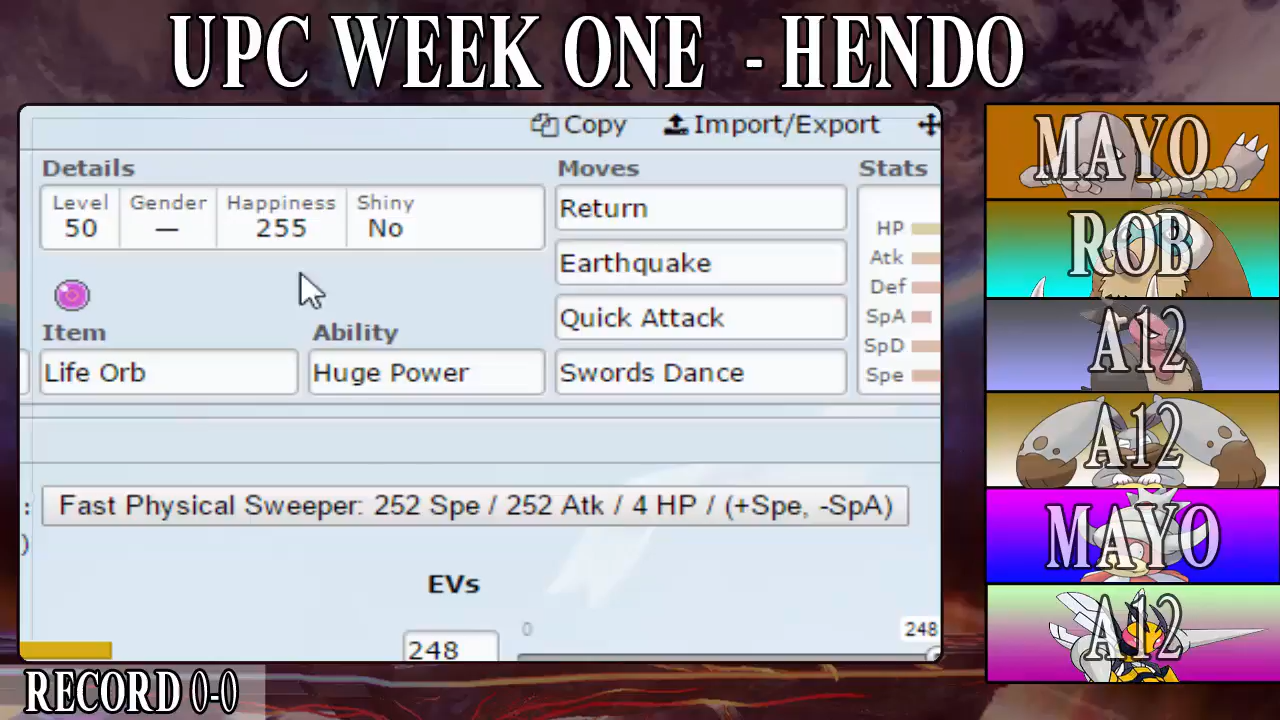 UPC WEEK ONE - HENDO
Copy Import/Export
Details Moves Stats
Level Gender Happiness Shiny
50 — 255 No
Return
Earthquake
Quick Attack
Swords Dance
HP
Atk
Def
SpA
SpD
Spe
Item Ability
Life Orb Huge Power
: Fast Physical Sweeper: 252 Spe / 252 Atk / 4 HP / (+Spe, -SpA)
)
EVs
0
248
248
MAYO
ROB
A12
A12
MAYO
A12
RECORD 0-0